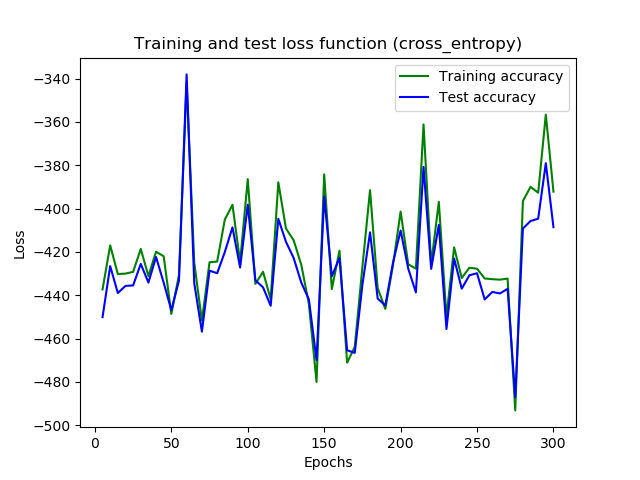 Training and test loss function (cross_entropy)
Training accuracy
Test accuracy
Loss
−340
−360
−380
−400
−420
−440
−460
−480
−500
0 50 100 150 200 250 300
Epochs